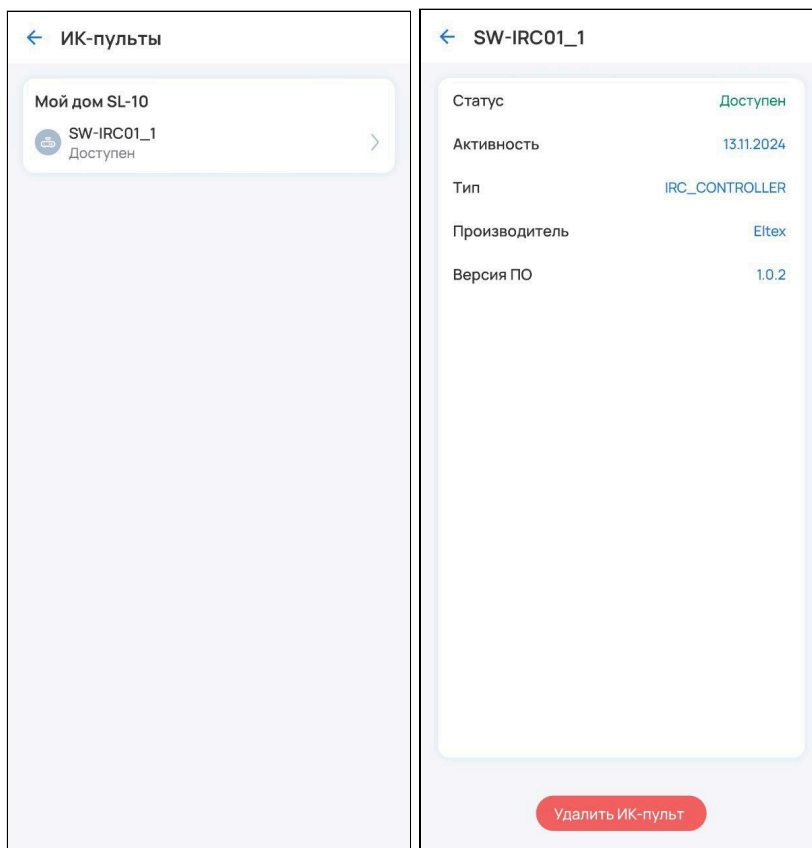 ИК-пульты
Мой дом SL-10
SW-IRC01_1
Доступен
SW-IRC01_1
Статус Доступен
Активность 13.11.2024
Тип IRC_CONTROLLER
Производитель Eltex
Версия ПО 1.0.2
Удалить ИК-пульт